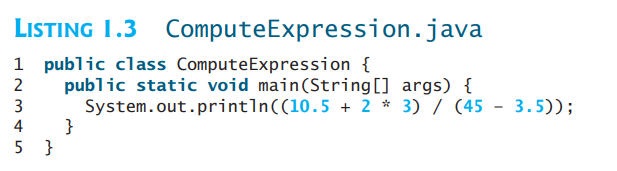 LISTING 1.3 ComputeExpression.java
1 public class ComputeExpression {
2   public static void main(String[] args) {
3     System.out.println((10.5 + 2 * 3) / (45 – 3.5));
4   }
5 }